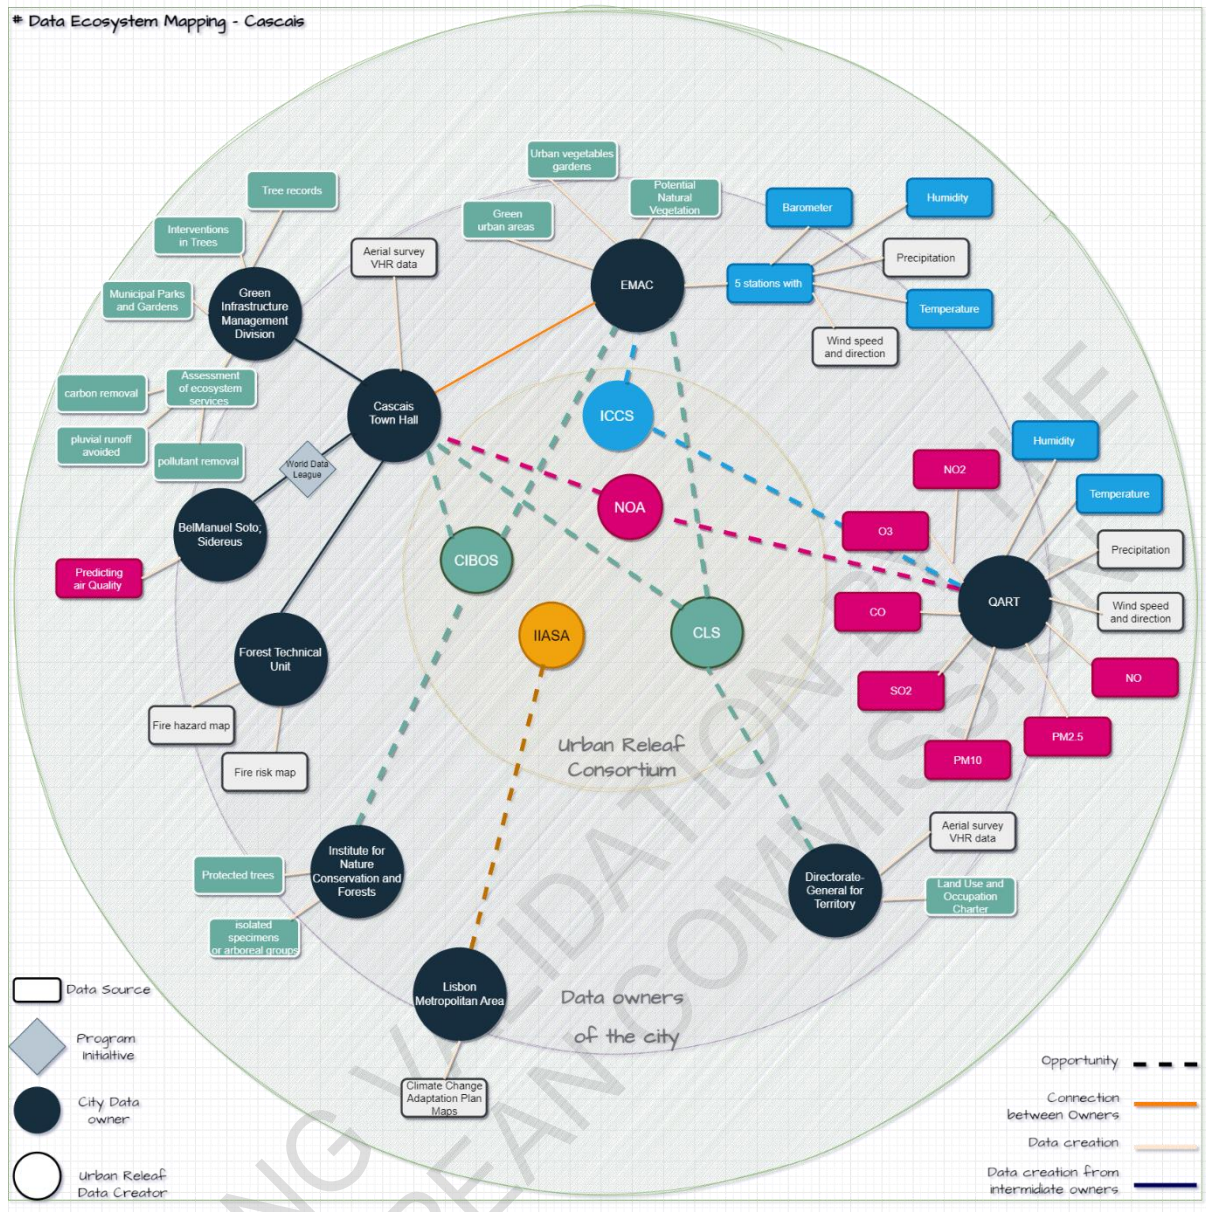 # Data Ecosystem Mapping - Cascais
Urban vegetables
gardens
Potential
Natural
Vegetation
Green
urban areas
Tree records
Interventions
in Trees
Municipal Parks
and Gardens
Green
Infrastructure
Management
Division
Aerial survey
VHR data
EMAC
5 stations with
Barometer
Humidity
Precipitation
Temperature
Wind speed
and direction
carbon removal
Assessment
of ecosystem
services
pluvial runoff
avoided
pollutant removal
Cascais
Town Hall
World Data
League
ICCS
NOA
BelManuel Soto;
Sidereus
Predicting
air Quality
CIBOS
IIASA
CLS
Humidity
NO2
Temperature
O3
Precipitation
QART
CO
Wind speed
and direction
NO
SO2
PM2.5
PM10
Forest Technical
Unit
Fire hazard map
Fire risk map
Urban Releaf
Consortium
Institute for
Nature
Conservation and
Forests
Protected trees
isolated
specimens
or arboreal groups
Aerial survey
VHR data
Directorate-
General for
Territory
Land Use and
Occupation
Charter
Lisbon
Metropolitan Area
Data owners
of the city
Climate Change
Adaptation Plan
Maps
Data Source
Program
Initialtive
City Data
owner
Urban Releaf
Data Creator
Opportunity
Connection
between Owners
Data creation
Data creation from
intermidiate owners
NG VALIDATION BY THE
PEAN COMMISSION